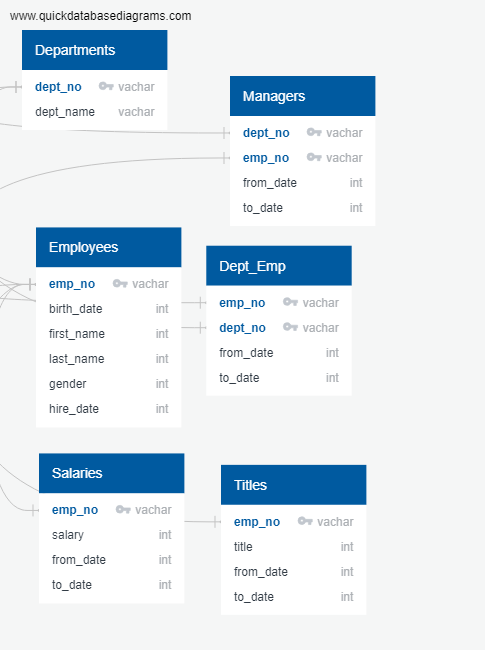 www.quickdatabasediagrams.com
Departments
dept_no vachar
dept_name vachar
Managers
dept_no vachar
emp_no vachar
from_date int
to_date int
Employees
emp_no vachar
birth_date int
first_name int
last_name int
gender int
hire_date int
Dept_Emp
emp_no vachar
dept_no vachar
from_date int
to_date int
Salaries
emp_no vachar
salary int
from_date int
to_date int
Titles
emp_no vachar
title int
from_date int
to_date int